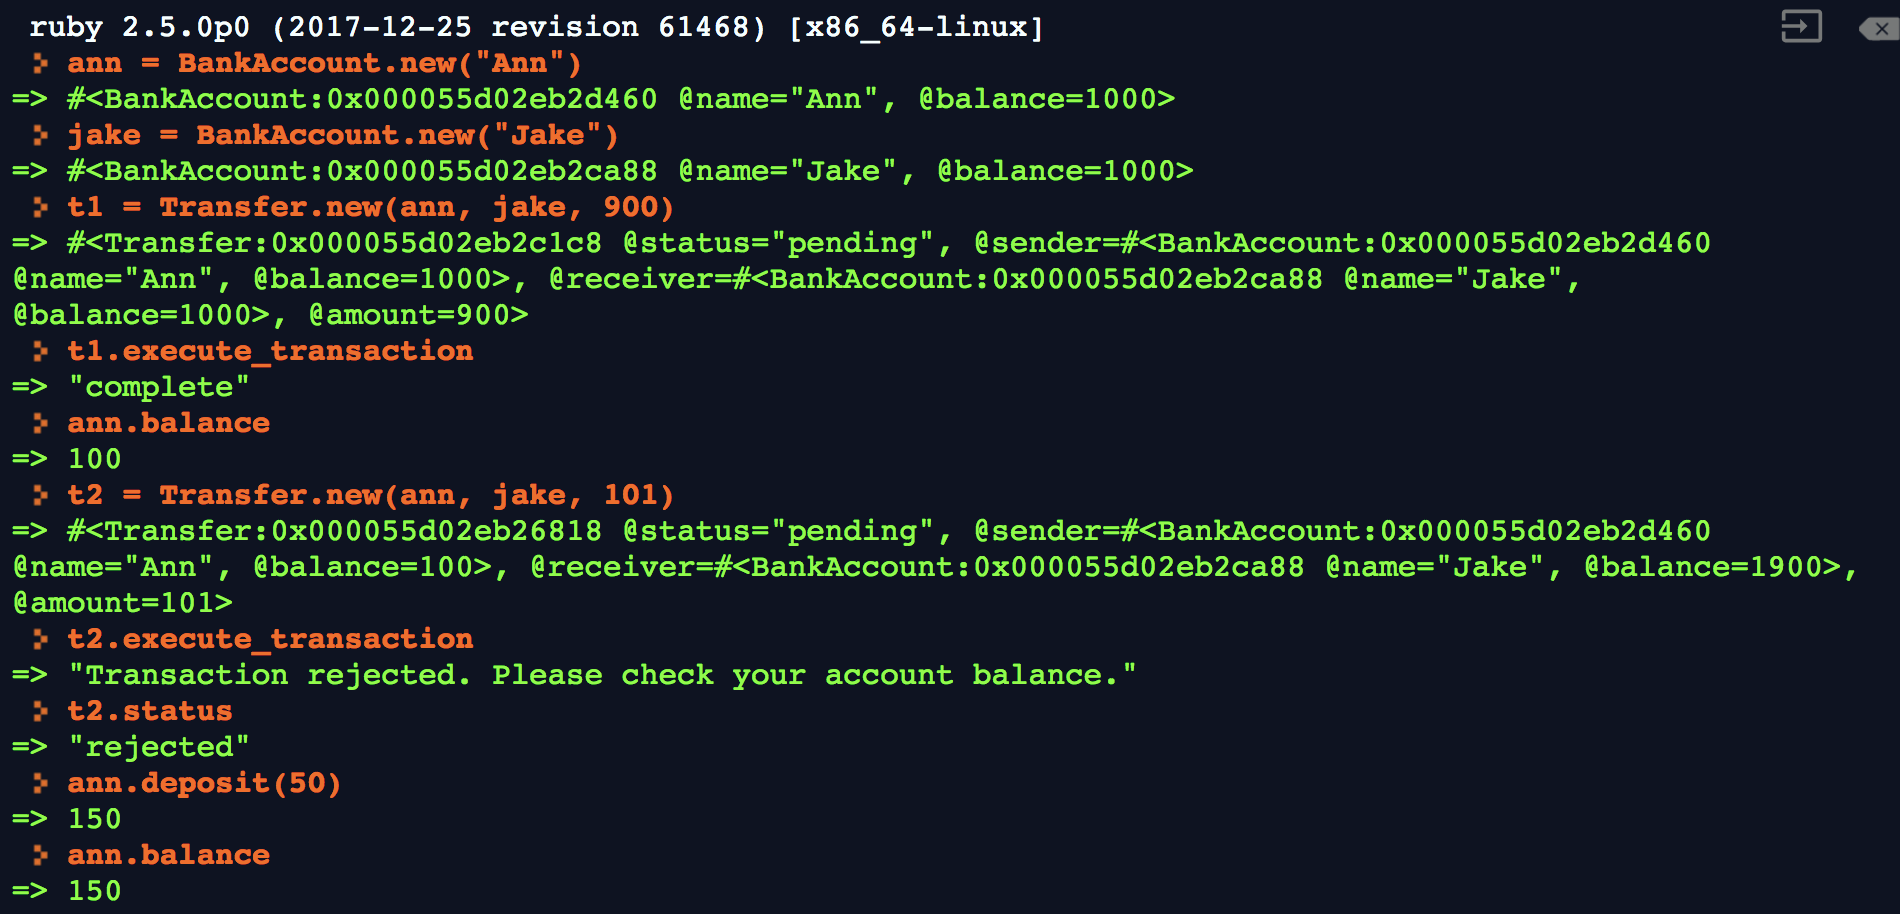 ruby 2.5.0p0 (2017-12-25 revision 61468) [x86_64-linux]
ann = BankAccount.new("Ann")
=> #<BankAccount:0x000055d02eb2d460 @name="Ann", @balance=1000>
jake = BankAccount.new("Jake")
=> #<BankAccount:0x000055d02eb2ca88 @name="Jake", @balance=1000>
t1 = Transfer.new(ann, jake, 900)
=> #<Transfer:0x000055d02eb2c1c8 @status="pending", @sender=#<BankAccount:0x000055d02eb2d460
@name="Ann", @balance=1000>, @receiver=#<BankAccount:0x000055d02eb2ca88 @name="Jake",
@balance=1000>, @amount=900>
t1.execute_transaction
=> "complete"
ann.balance
=> 100
t2 = Transfer.new(ann, jake, 101)
=> #<Transfer:0x000055d02eb26818 @status="pending", @sender=#<BankAccount:0x000055d02eb2d460
@name="Ann", @balance=100>, @receiver=#<BankAccount:0x000055d02eb2ca88 @name="Jake", @balance=1900>,
@amount=101>
t2.execute_transaction
=> "Transaction rejected. Please check your account balance."
t2.status
=> "rejected"
ann.deposit(50)
=> 150
ann.balance
=> 150